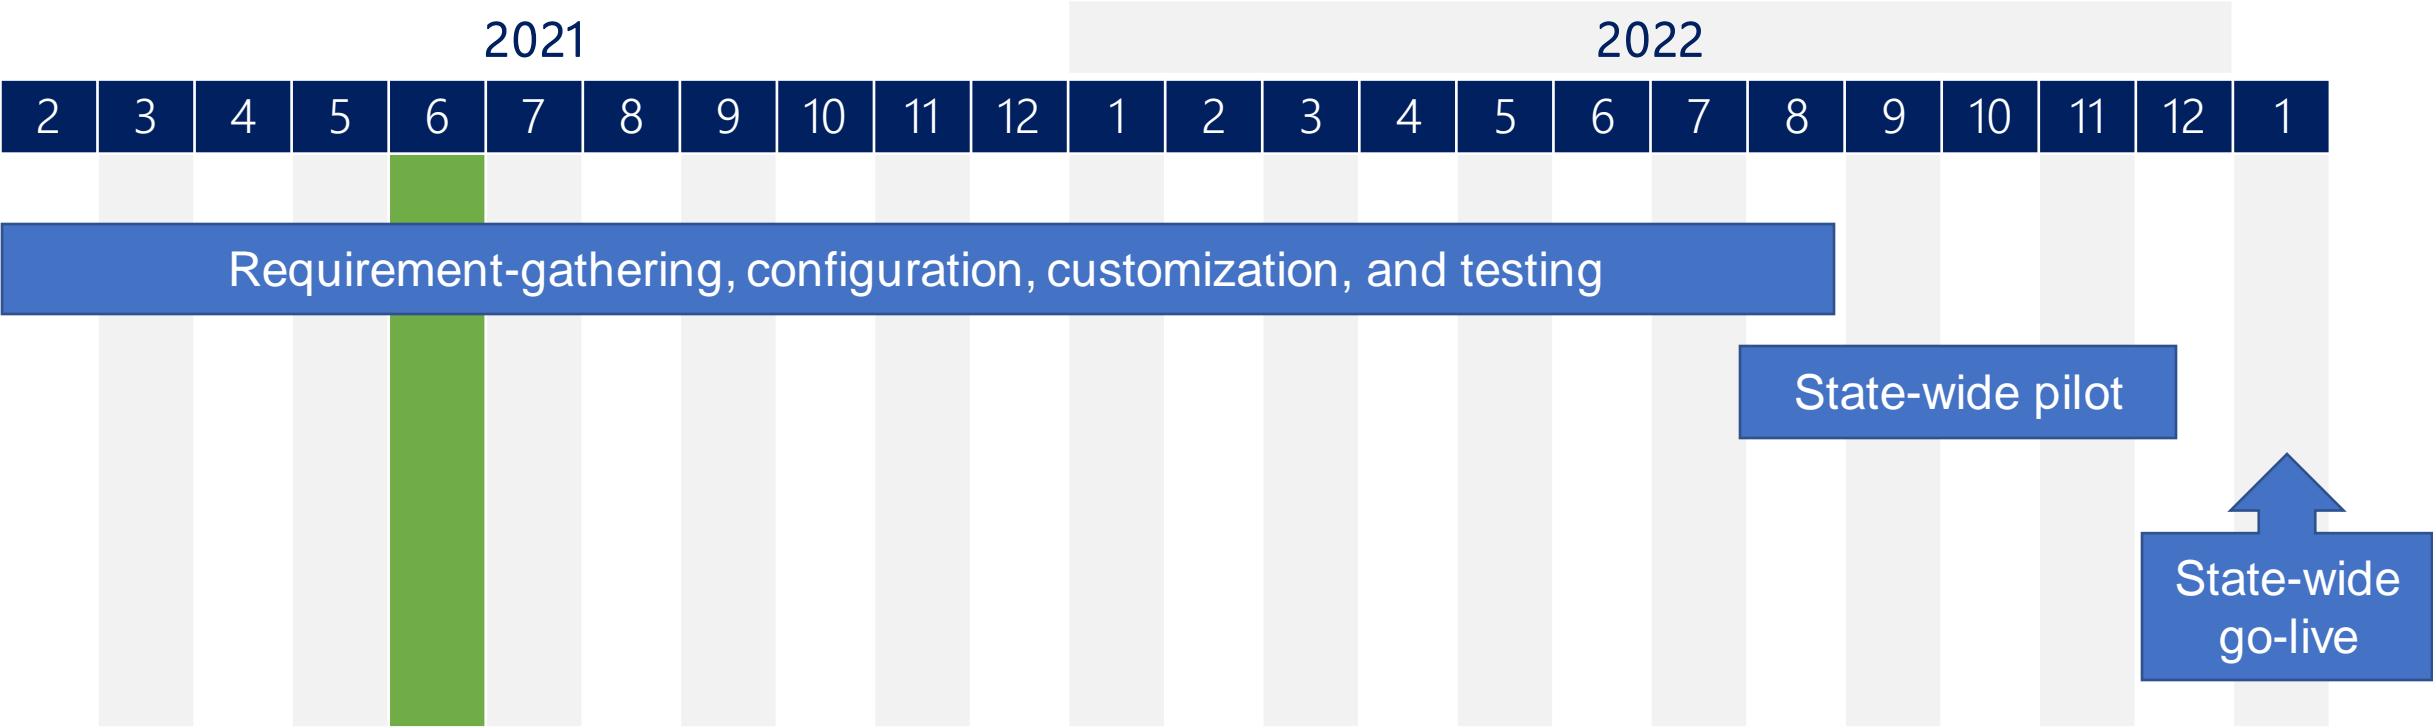 2021 2022
2 3 4 5 6 7 8 9 10 11 12 1 2 3 4 5 6 7 8 9 10 11 12 1
Requirement-gathering, configuration, customization, and testing
State-wide pilot
State-wide
go-live